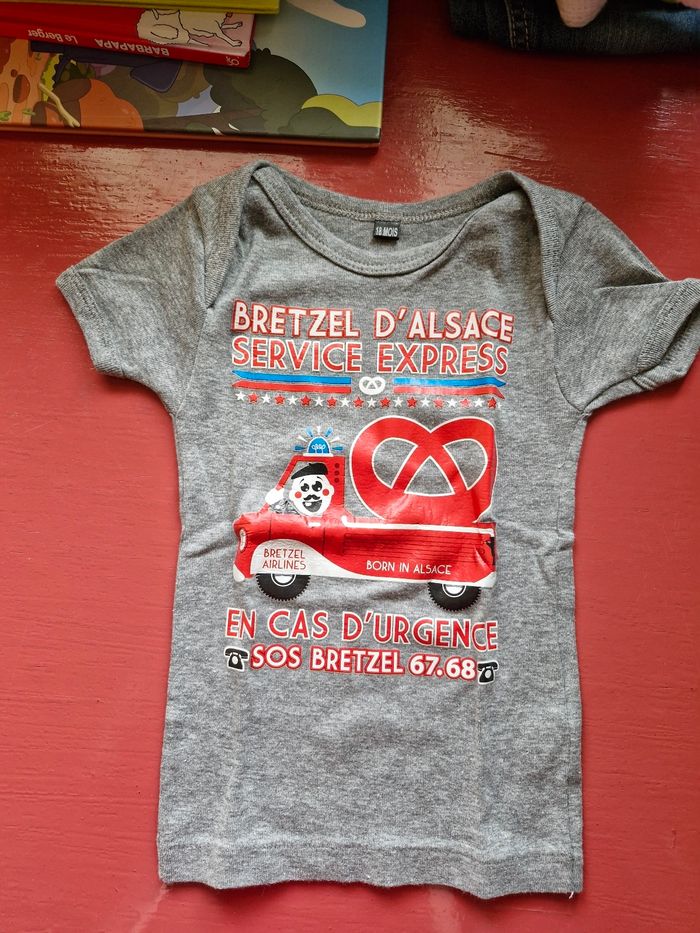 BARBAPAPA
Le Berger
18 MOIS
BRETZEL D'ALSACE
SERVICE EXPRESS
BRETZEL
AIRLINES
BORN IN ALSACE
EN CAS D'URGENCE
SOS BRETZEL 67.68